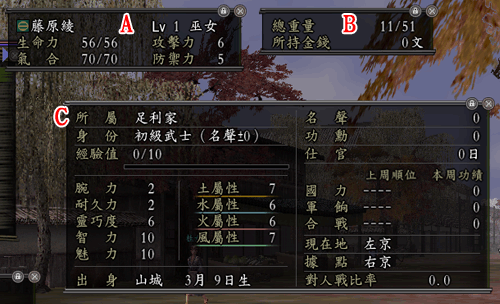 藤原綾 A Lv 1 巫女
生命力 56/56 攻擊力 6
氣合 70/70 防禦力 5
總重量 B 11/51
所持金錢 0文
C 所屬 足利家
身份 初級武士(名聲±0)
經驗值 0/10
腕力 2 土屬性 7
耐久力 2 水屬性 6
靈巧度 6 火屬性 6
智力 10 風屬性 7
魅力 10
出身 山城 3月 9日生
名聲 0
功勳 0
仕官 0日
上周順位 本周功績
國力 ---- 0
軍餉 ---- 0
合戰 ---- 0
現在地 左京
據點 右京
對人戰比率 0.0